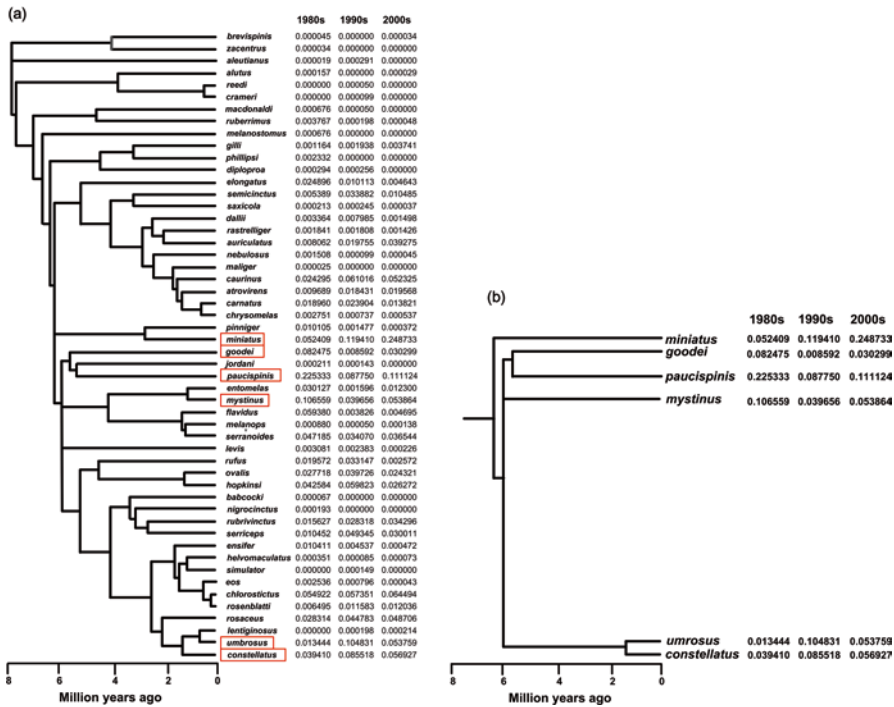 (a)
1980s 1990s 2000s
brevispinis 0.000045 0.000000 0.000034
zacentrus 0.000034 0.000000 0.000000
aleutianus 0.000019 0.000291 0.000000
alutus 0.000157 0.000000 0.000029
reedi 0.000000 0.000050 0.000000
crameri 0.000000 0.000099 0.000000
macdonaldi 0.000676 0.000050 0.000000
ruberrimus 0.003767 0.000198 0.000048
melanostomus 0.000676 0.000000 0.000000
gilli 0.001164 0.001938 0.003741
phillipsi 0.002332 0.000000 0.000000
diploproa 0.000294 0.000256 0.000000
elongatus 0.024896 0.010113 0.004643
semicinctus 0.005389 0.033882 0.010485
saxicola 0.000213 0.000245 0.000037
dallii 0.003364 0.007985 0.001498
rastrelliger 0.001841 0.001808 0.001426
auriculatus 0.008062 0.019755 0.039275
nebulosus 0.001508 0.000099 0.000045
maliger 0.000025 0.000000 0.000000
caurinus 0.024295 0.061016 0.052325
atrovirens 0.009689 0.018431 0.019568
carnatus 0.018960 0.023904 0.013821
chrysomelas 0.002751 0.000737 0.000537
pinniger 0.010105 0.001477 0.000372
miniatus 0.052409 0.119410 0.248733
goodei 0.082475 0.008592 0.030299
jordani 0.000211 0.000143 0.000000
paucispinis 0.225333 0.087750 0.111124
entomelas 0.030127 0.001596 0.012300
mystinus 0.106559 0.039656 0.053864
flavidus 0.059380 0.003826 0.004695
melanops 0.000880 0.000050 0.000138
serranoides 0.047185 0.034070 0.036544
levis 0.003081 0.002383 0.000226
rufus 0.019572 0.033147 0.002572
ovalis 0.027718 0.039726 0.024321
hopkinsi 0.042584 0.059823 0.026272
babcocki 0.000067 0.000000 0.000000
nigrocinctus 0.000193 0.000000 0.000000
rubrivinctus 0.015627 0.028318 0.034296
serriceps 0.010452 0.049345 0.030011
ensifer 0.010411 0.004537 0.000472
helvomaculatus 0.000351 0.000085 0.000073
simulator 0.000000 0.000149 0.000000
eos 0.002536 0.000796 0.000043
chlorostictus 0.054922 0.057351 0.064494
rosenblatti 0.006495 0.011583 0.012036
rosaceus 0.028314 0.044783 0.048706
lentiginosus 0.000000 0.000198 0.000214
umbrosus 0.013444 0.104831 0.053759
constellatus 0.039410 0.085518 0.056927
8 6 4 2 0
Million years ago
(b)
1980s 1990s 2000s
miniatus 0.052409 0.119410 0.248733
goodei 0.082475 0.008592 0.030299
paucispinis 0.225333 0.087750 0.111124
mystinus 0.106559 0.039656 0.053864
umrosus 0.013444 0.104831 0.053759
constellatus 0.039410 0.085518 0.056927
8 6 4 2 0
Million years ago